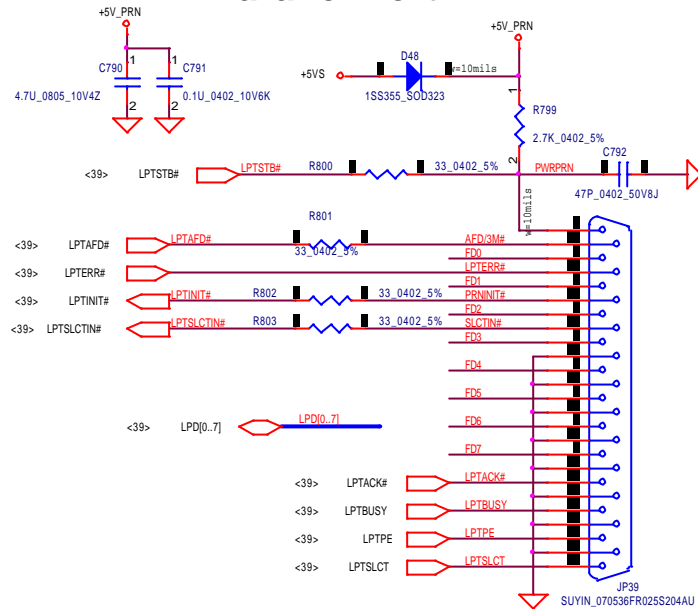 +5V_PRN
+5V_PRN
C790
C791
1
1
2
2
4.7U_0805_10V4Z
0.1U_0402_10V6K
D48
+5VS
w=10mils
1SS355_SOD323
1
R799
2.7K_0402_5%
2
PWRPRN
C792
47P_0402_50V8J
w=10mils
<39> LPTSTB# LPTSTB# R800 33_0402_5%
R801
<39> LPTAFD# LPTAFD# 33_0402_5% AFD/3M#
FD0
<39> LPTERR# LPTERR#
FD1
<39> LPTINIT# LPTINIT# R802 33_0402_5% PRNINIT#
FD2
<39> LPTSLCTIN# LPTSLCTIN# R803 33_0402_5% SLCTIN#
FD3
LPTERR#
FD4
FD5
<39> LPD[0..7] LPD[0..7] FD6
FD7
<39> LPTACK# LPTACK#
<39> LPTBUSY LPTBUSY
<39> LPTPE LPTPE
<39> LPTSLCT LPTSLCT
JP39
SUYIN_070536FR025S204AU